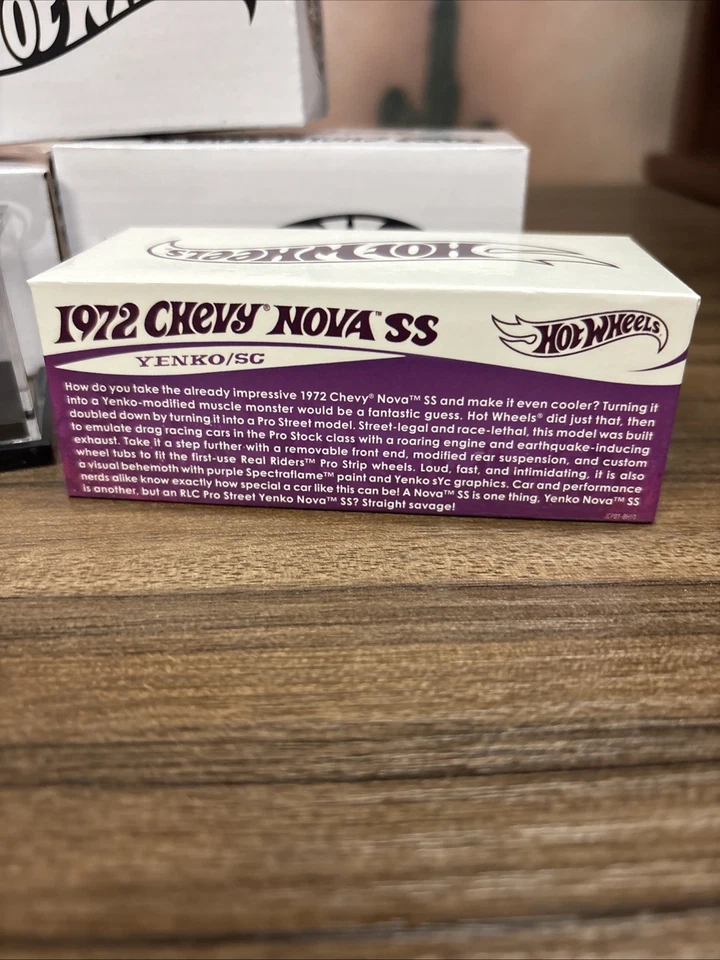 HOT WHEELS
1972 CHEVY® NOVA™ SS
Hot Wheels
YENKO/SC
How do you take the already impressive 1972 Chevy® Nova™ SS and make it even cooler? Turning it
into a Yenko-modified muscle monster would be a fantastic guess. Hot Wheels® did just that, then
doubled down by turning it into a Pro Street model. Street-legal and race-lethal, this model was built
to emulate drag racing cars in the Pro Stock class with a roaring engine and earthquake-inducing
exhaust. Take it a step further with a removable front end, modified rear suspension, and custom
wheel tubs to fit the first-use Real Riders™ Pro Strip wheels. Loud, fast, and intimidating, it is also
a visual behemoth with purple Spectraflame™ paint and Yenko sYc graphics. Car and performance
nerds alike know exactly how special a car like this can be! A Nova™ SS is one thing. Yenko Nova™ SS
is another, but an RLC Pro Street Yenko Nova™ SS? Straight savage!